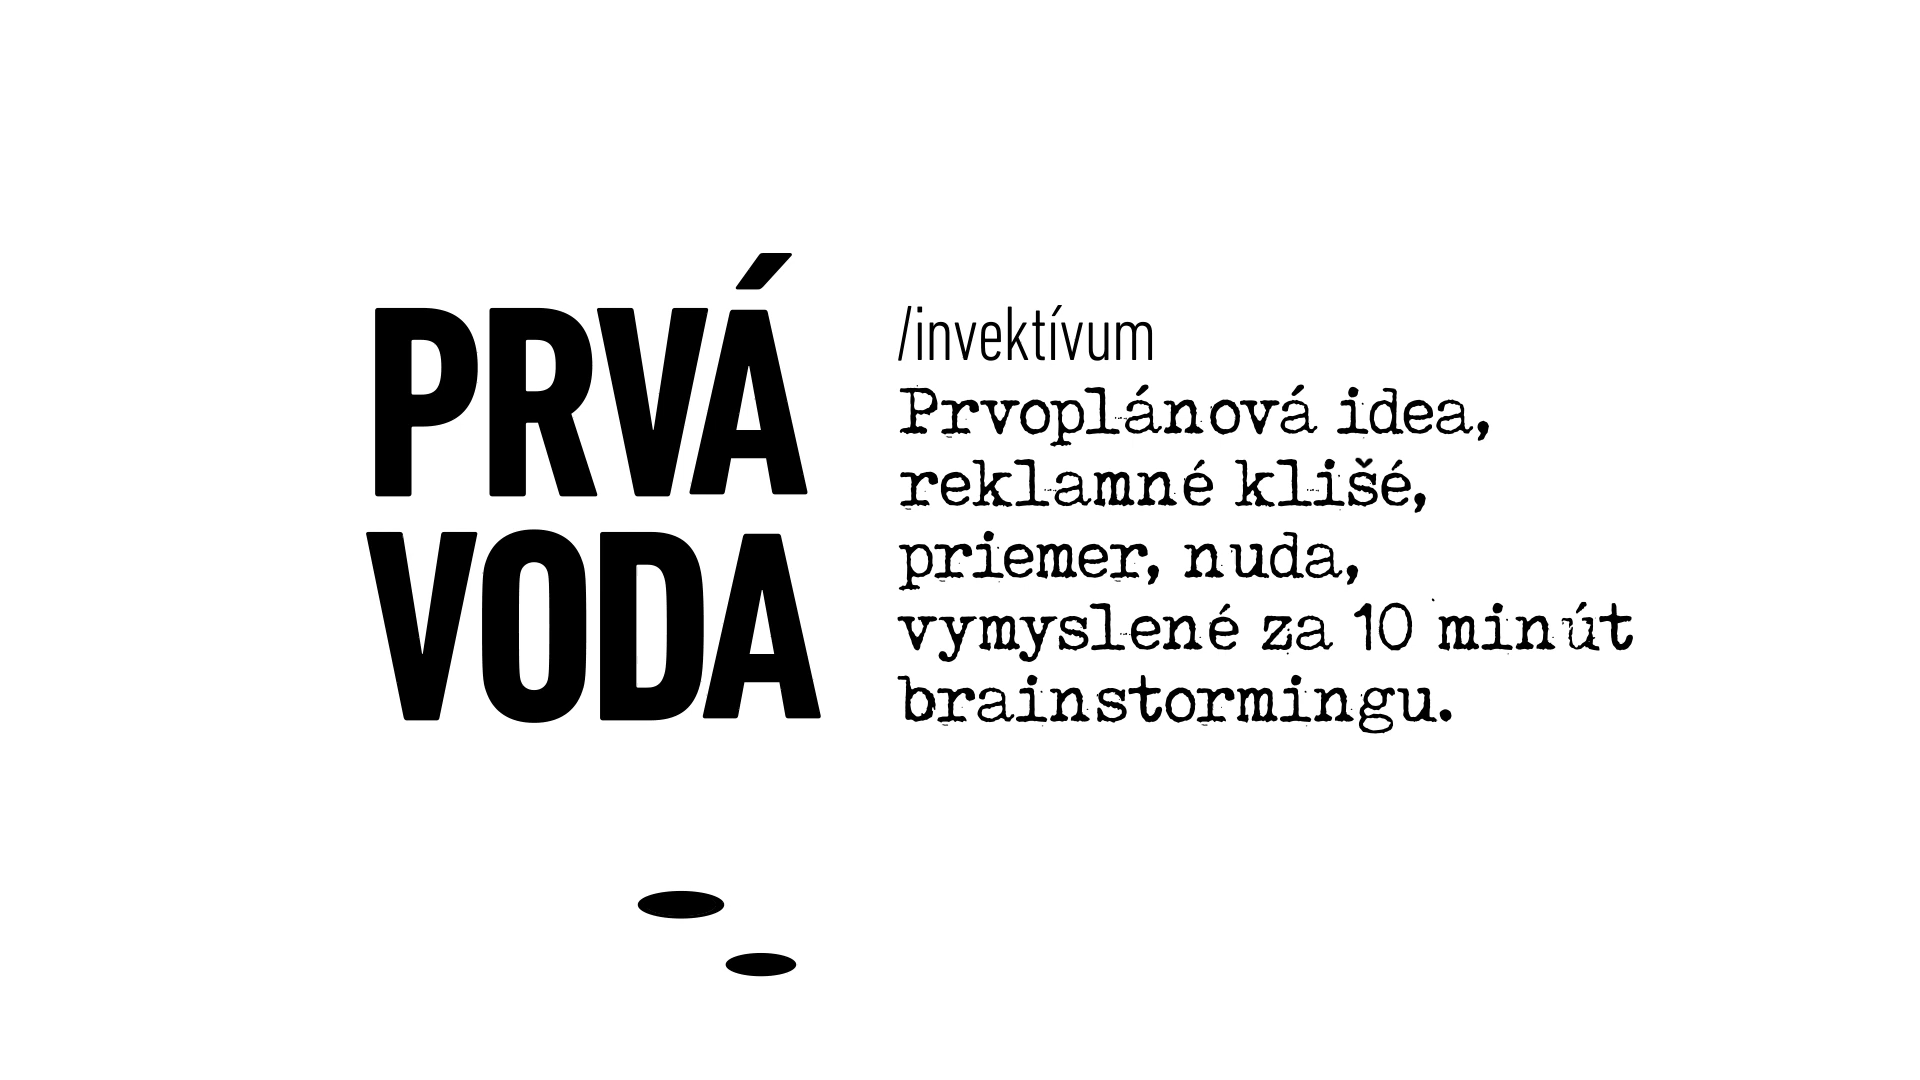 PRVÁ
VODA
/invektívum
Prvoplánová idea,
reklamné klišé,
priemer, nuda,
vymyslené za 10 minút
brainstormingu.